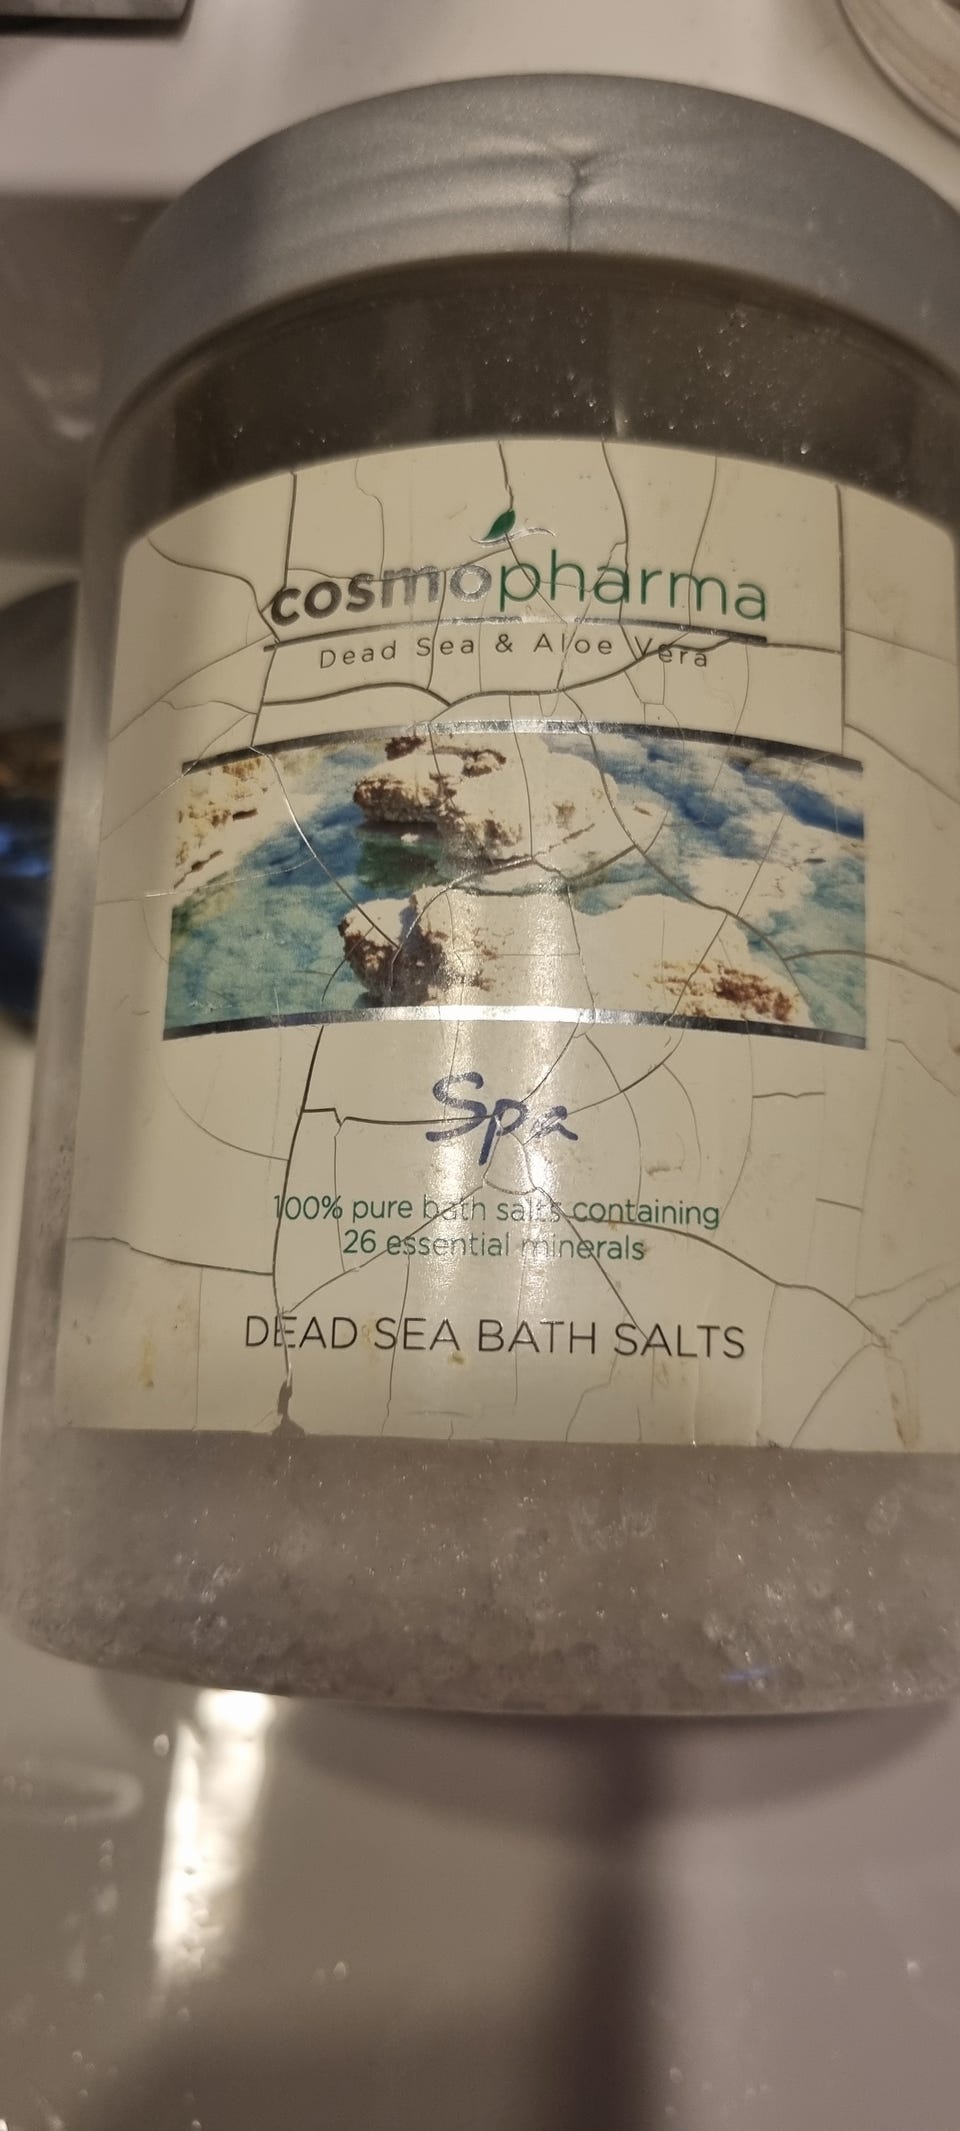 cosmopharma
Dead Sea & Aloe Vera
Spa
100% pure bath salts containing
26 essential minerals
DEAD SEA BATH SALTS